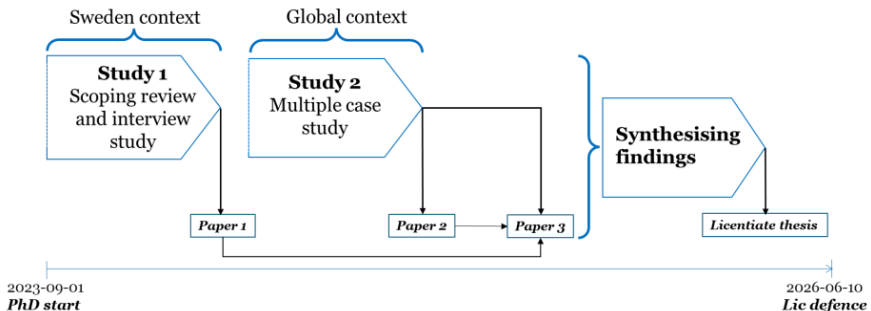 Sweden context
Global context
Study 1
Scoping review
and interview
study
Study 2
Multiple case
study
Synthesising
findings
Paper 1
Paper 2
Paper 3
Licentiate thesis
2023-09-01
PhD start
2026-06-10
Lic defence